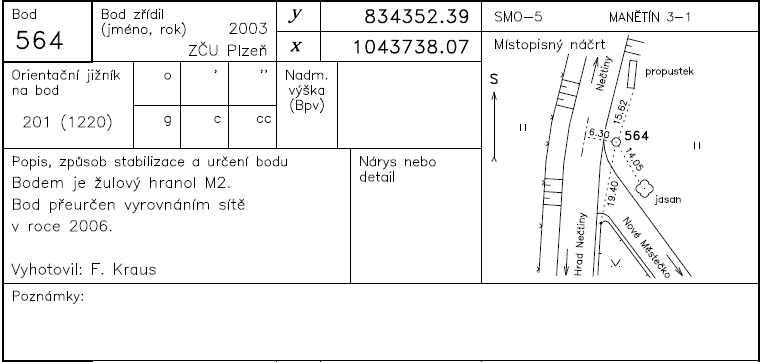 Bod
564
Bod zřídil
(jméno, rok) 2003
ZČU Plzeň
y 834352.39
x 1043738.07
SMO-5 MANĚTÍN 3-1
Orientační jižník
na bod
201 (1220)
o ' ''
g c cc
Nadm.
výška
(Bpv)
Popis, způsob stabilizace a určení bodu
Bodem je žulový hranol M2.
Bod přeurčen vyrovnáním sítě
v roce 2006.
Vyhotovil: F. Kraus
Nárys nebo
detail
Místopisný náčrt
S
Nečtiny
propustek
15.62
6.30
564
14.05
jasan
19.40
Hrad Nečtiny
Nové Městečko
Poznámky: